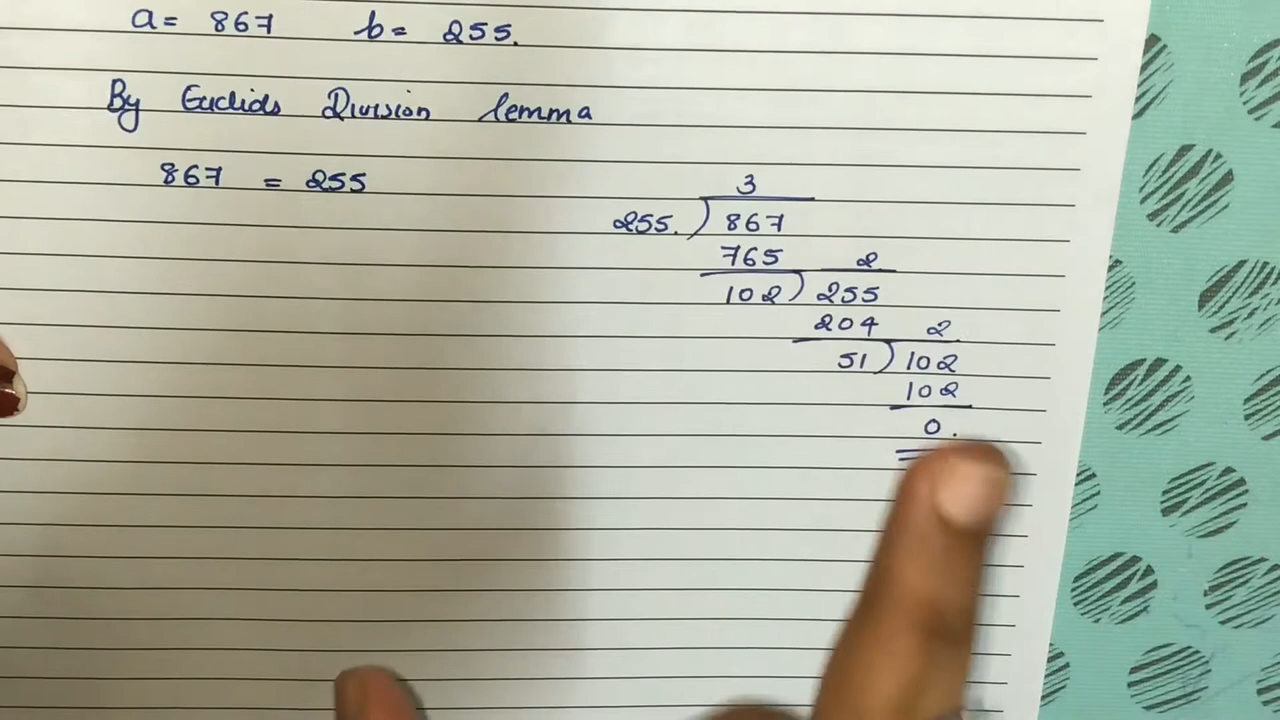 a= 867 b= 255.
By Euclids Division lemma
867 = 255
3
255. ) 867
765 2
102 ) 255
204 2
51 ) 102
102
0.